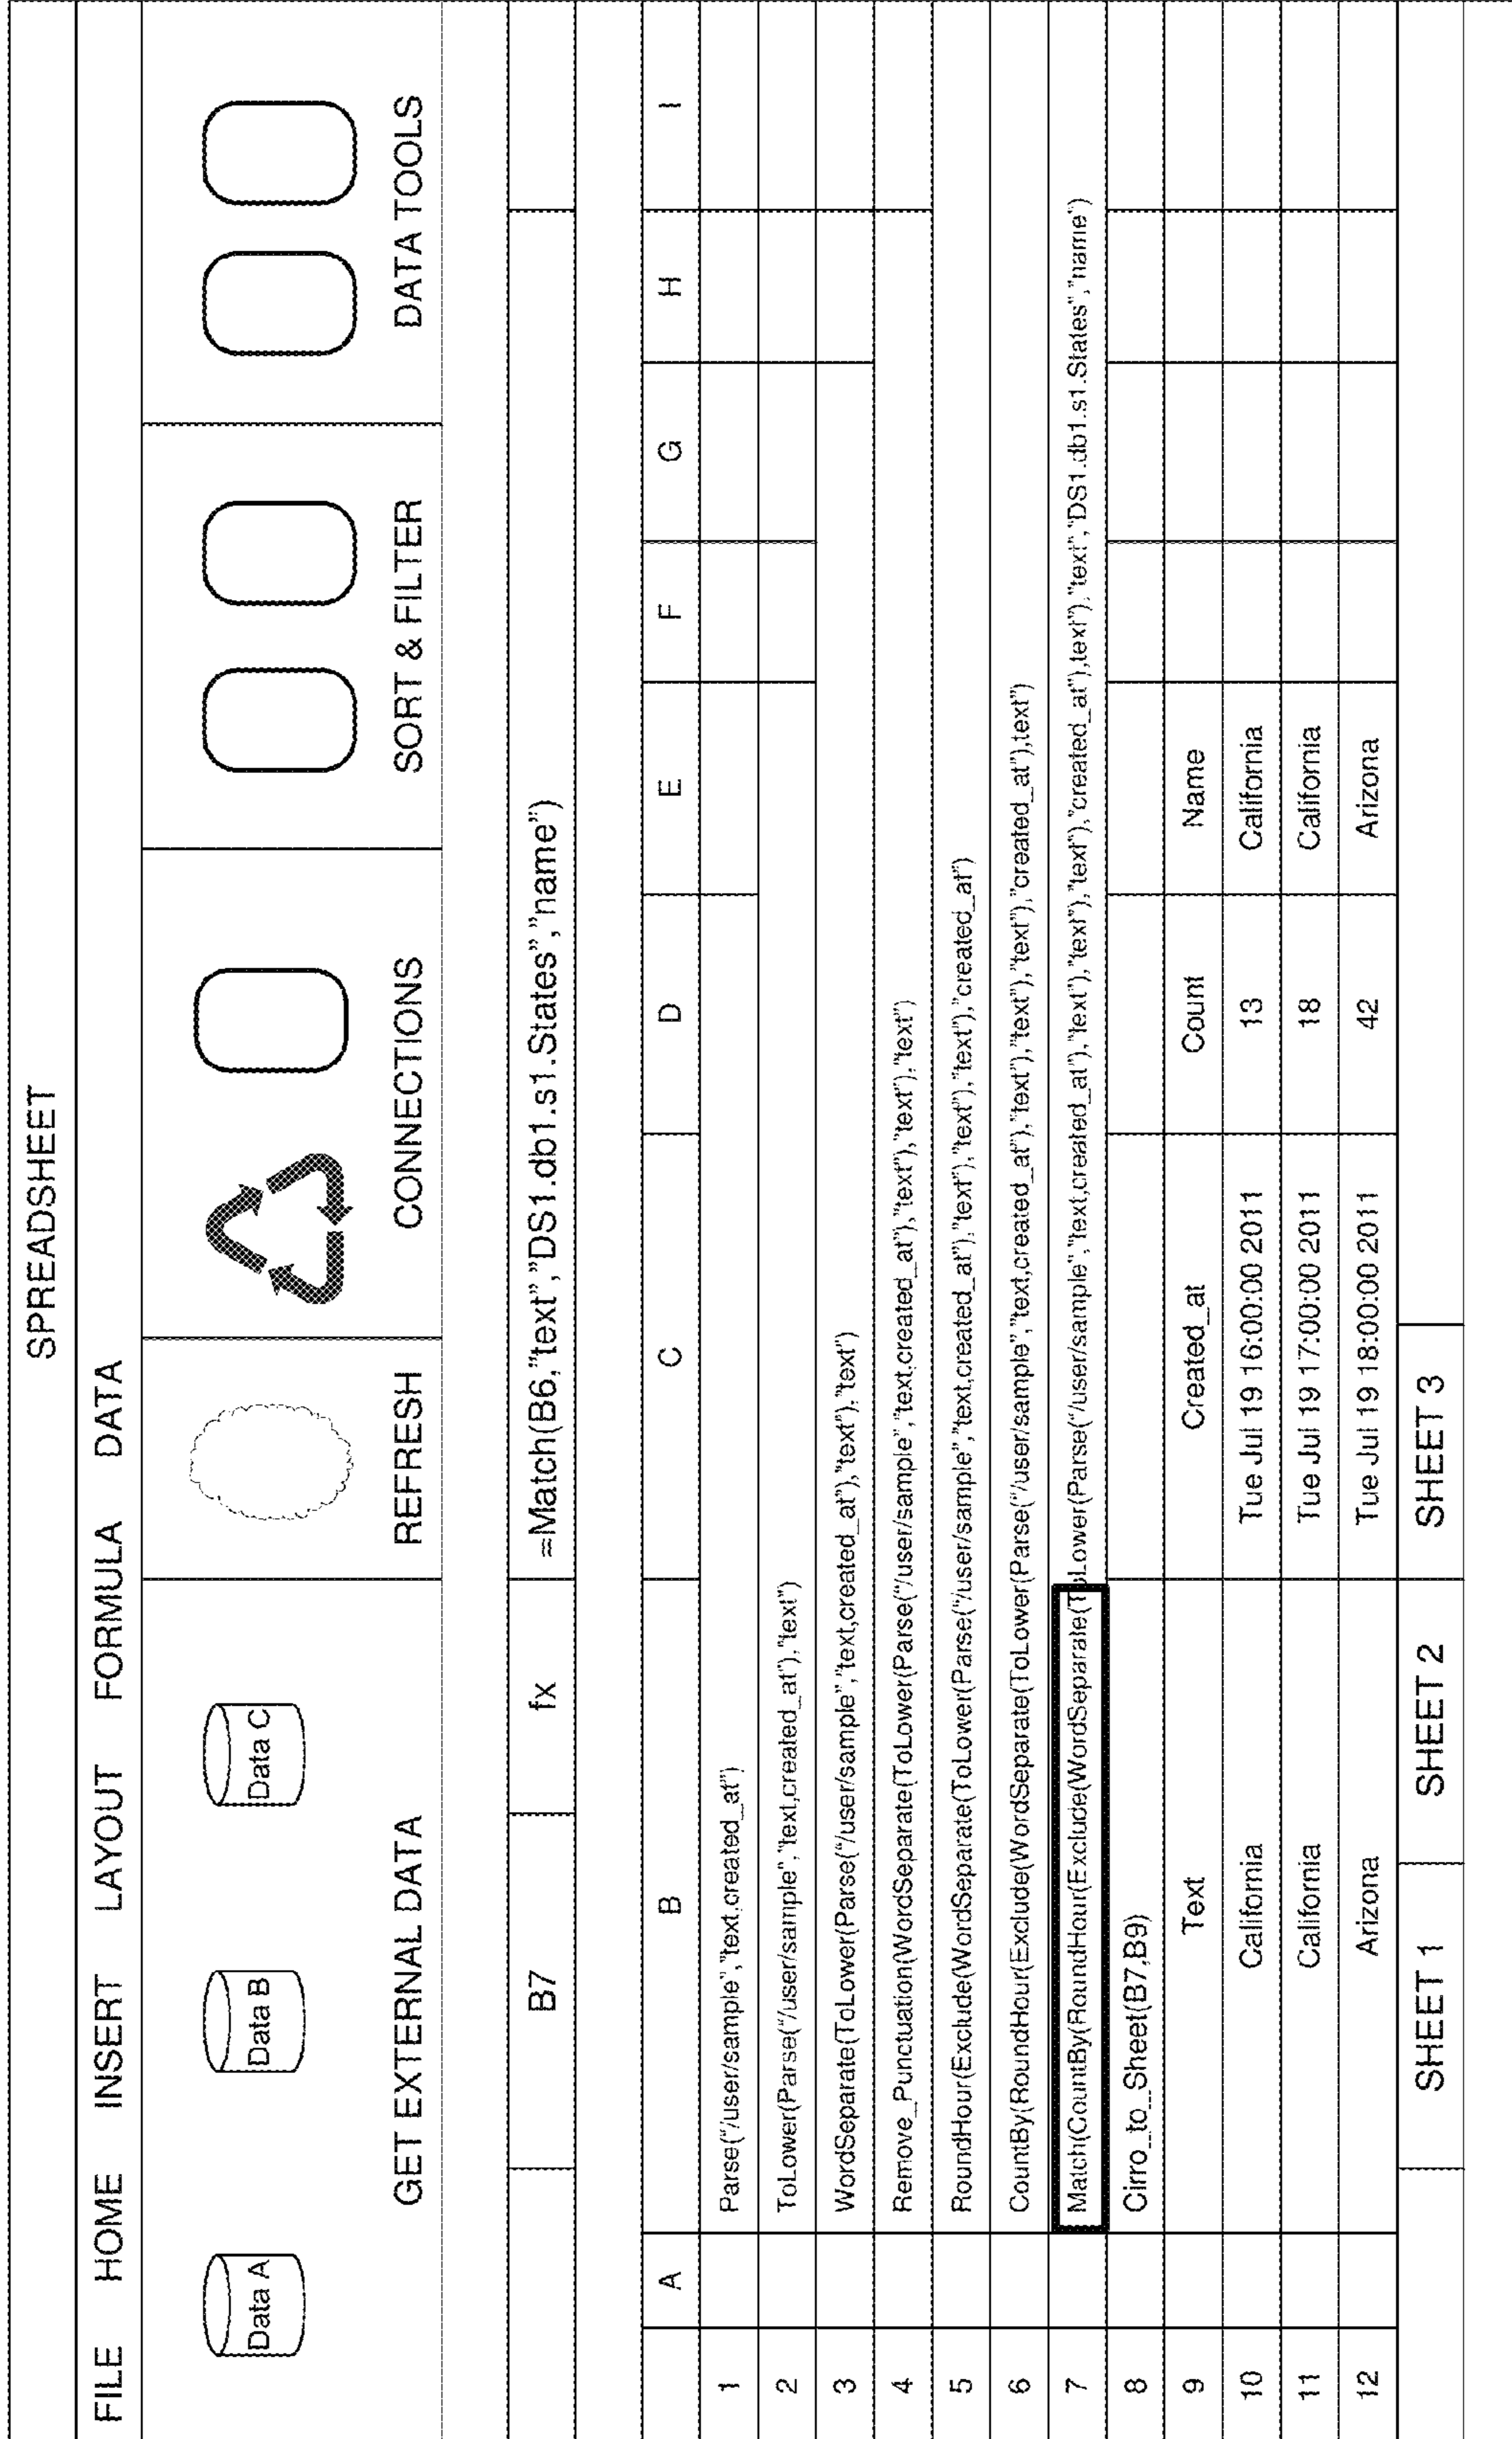 SPREADSHEET
FILE HOME INSERT LAYOUT FORMULA DATA
Data A Data B Data C
GET EXTERNAL DATA REFRESH CONNECTIONS SORT & FILTER DATA TOOLS
B7 fx =Match(B6,"text","DS1.db1.s1.States","name")
A B C D E F G H I
1 Parse("/user/sample","text,created_at")
2 ToLower(Parse("/user/sample","text,created_at"),"text")
3 WordSeparate(ToLower(Parse("/user/sample","text,created_at"),"text"),"text")
4 Remove_Punctuation(WordSeparate(ToLower(Parse("/user/sample","text,created_at"),"text"),"text"),"text")
5 RoundHour(Exclude(WordSeparate(ToLower(Parse("/user/sample","text,created_at"),"text"),"text"),"text"),"created_at")
6 CountBy(RoundHour(Exclude(WordSeparate(ToLower(Parse("/user/sample","text,created_at"),"text"),"text"),"text"),"created_at"),text")
7 Match(CountBy(RoundHour(Exclude(WordSeparate(ToLower(Parse("/user/sample","text,created_at"),"text"),"text"),"text"),"created_at"),text"),"text","DS1.db1.s1.States","name")
8 Cirro_to_Sheet(B7,B9)
9 Text Created_at Count Name
10 California Tue Jul 19 16:00:00 2011 13 California
11 California Tue Jul 19 17:00:00 2011 18 California
12 Arizona Tue Jul 19 18:00:00 2011 42 Arizona
SHEET 1 SHEET 2 SHEET 3